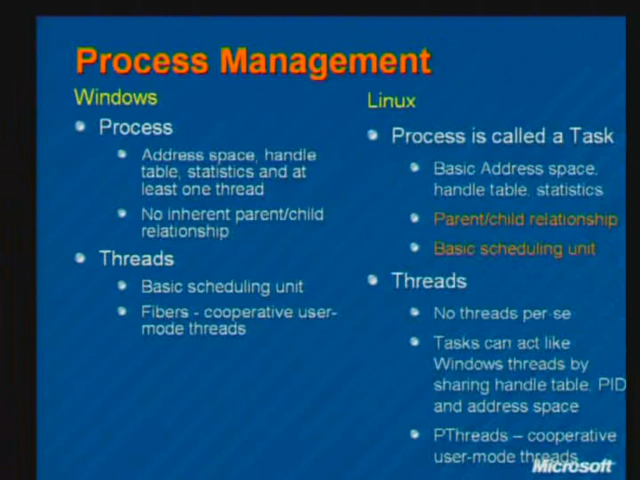 Process Management
Windows
Process
Address space, handle
table, statistics and at
least one thread
No inherent parent/child
relationship
Threads
Basic scheduling unit
Fibers - cooperative user-
mode threads
Linux
Process is called a Task
Basic Address space,
handle table, statistics
Parent/child relationship
Basic scheduling unit
Threads
No threads per-se
Tasks can act like
Windows threads by
sharing handle table, PID
and address space
PThreads – cooperative
user-mode threads
Microsoft